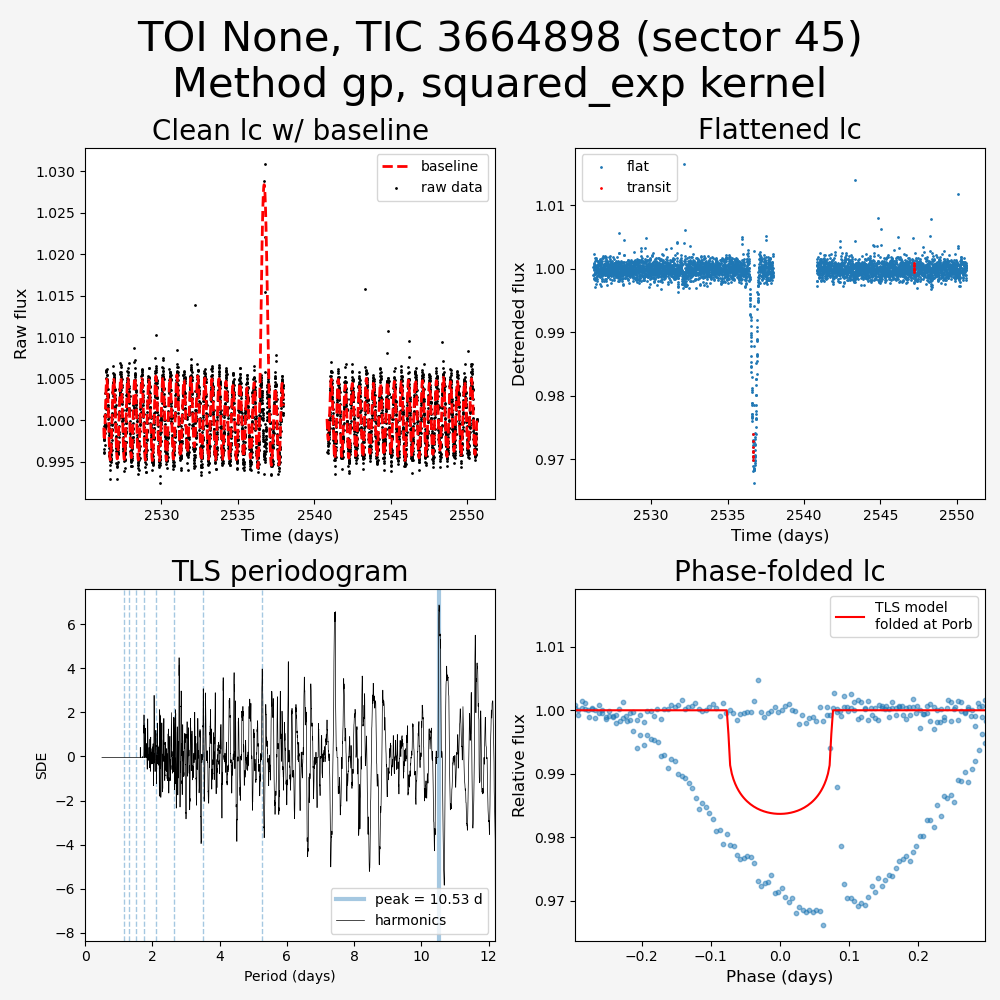 TOI None, TIC 3664898 (sector 45)
Method gp, squared_exp kernel
Clean lc w/ baseline
baseline
raw data
1.030
1.025
1.020
1.015
1.010
1.005
1.000
0.995
Raw flux
2530
2535
2540
2545
2550
Time (days)
Flattened lc
flat
transit
1.01
1.00
0.99
0.98
0.97
Detrended flux
2530
2535
2540
2545
2550
Time (days)
TLS periodogram
6
4
2
0
−2
−4
−6
−8
SDE
peak = 10.53 d
harmonics
0
2
4
6
8
10
12
Period (days)
Phase-folded lc
TLS model
folded at Porb
1.01
1.00
0.99
0.98
0.97
Relative flux
−0.2
−0.1
0.0
0.1
0.2
Phase (days)